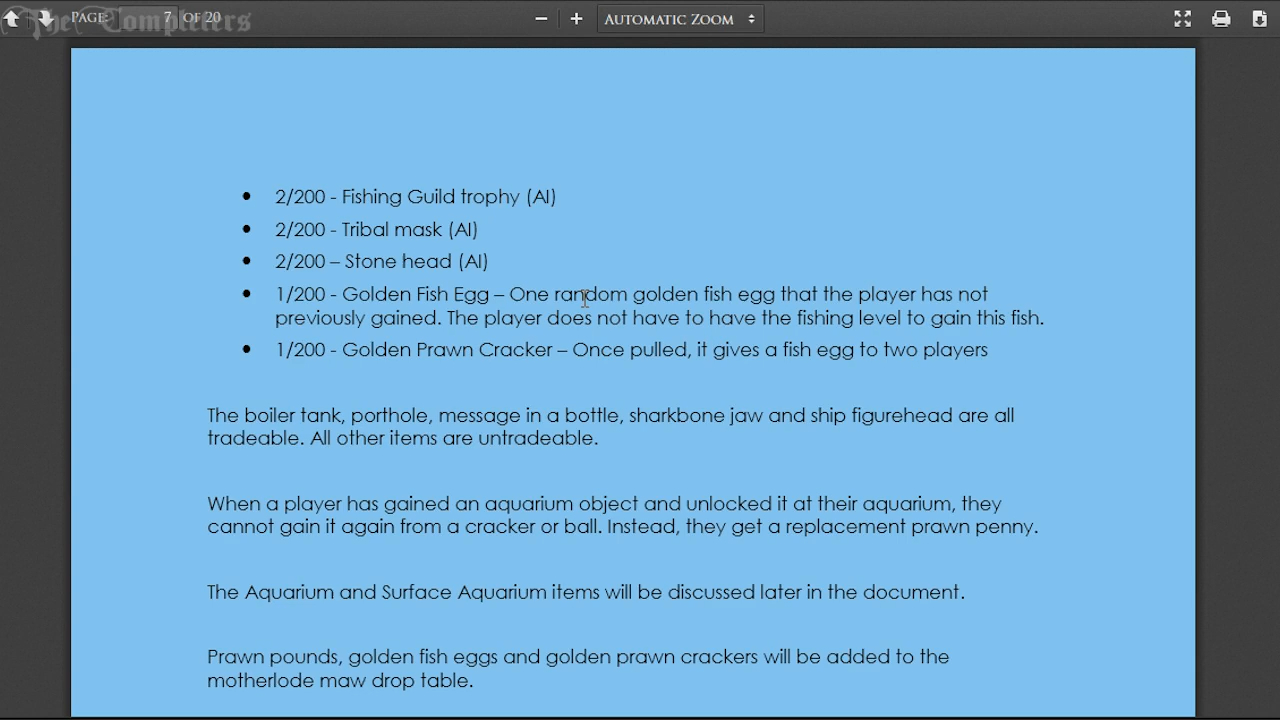 The Completers
PAGE: 7 OF 20
AUTOMATIC ZOOM
• 2/200 - Fishing Guild trophy (AI)
• 2/200 - Tribal mask (AI)
• 2/200 – Stone head (AI)
• 1/200 - Golden Fish Egg – One random golden fish egg that the player has not
previously gained. The player does not have to have the fishing level to gain this fish.
• 1/200 - Golden Prawn Cracker – Once pulled, it gives a fish egg to two players
The boiler tank, porthole, message in a bottle, sharkbone jaw and ship figurehead are all
tradeable. All other items are untradeable.
When a player has gained an aquarium object and unlocked it at their aquarium, they
cannot gain it again from a cracker or ball. Instead, they get a replacement prawn penny.
The Aquarium and Surface Aquarium items will be discussed later in the document.
Prawn pounds, golden fish eggs and golden prawn crackers will be added to the
motherlode maw drop table.